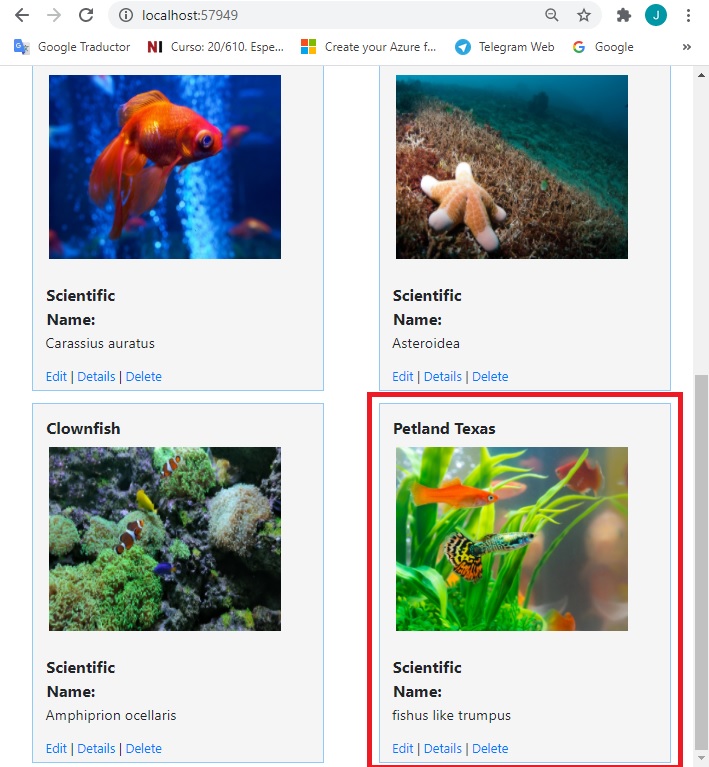 localhost:57949
J
Google Traductor
NI Curso: 20/610. Espe...
Create your Azure f...
Telegram Web
G Google
»
Scientific
Name:
Carassius auratus
Edit | Details | Delete
Scientific
Name:
Asteroidea
Edit | Details | Delete
Clownfish
Scientific
Name:
Amphiprion ocellaris
Edit | Details | Delete
Petland Texas
Scientific
Name:
fishus like trumpus
Edit | Details | Delete